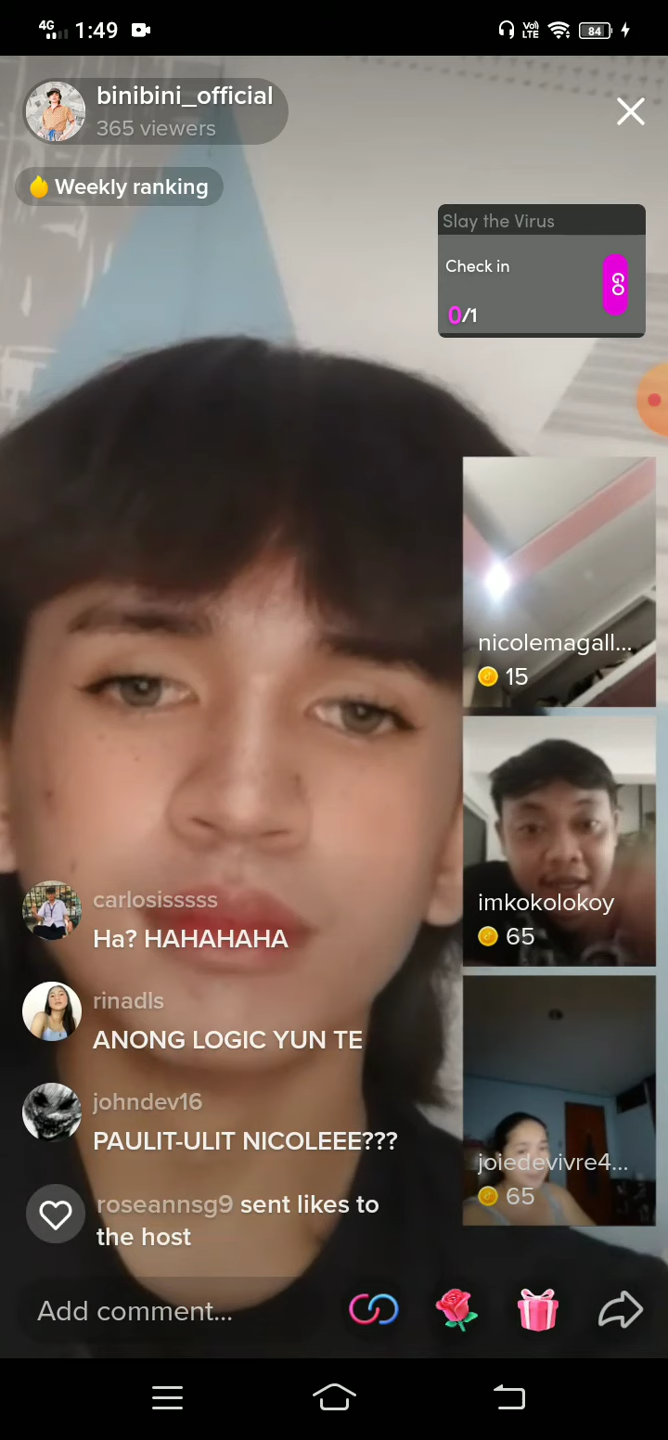 4G 1:49 Vo) LTE 84
binibini_official
365 viewers
Weekly ranking
Slay the Virus
Check in
GO
0/1
nicolemagall...
15
imkokolokoy
65
joiedevivre4...
65
carlosisssss
Ha? HAHAHAHA
rinadls
ANONG LOGIC YUN TE
johndev16
PAULIT-ULIT NICOLEEE???
roseannsg9 sent likes to
the host
Add comment...